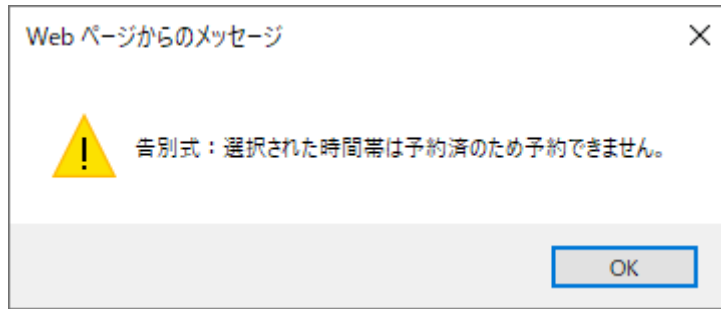 Web ページからのメッセージ
告別式：選択された時間帯は予約済のため予約できません。
OK